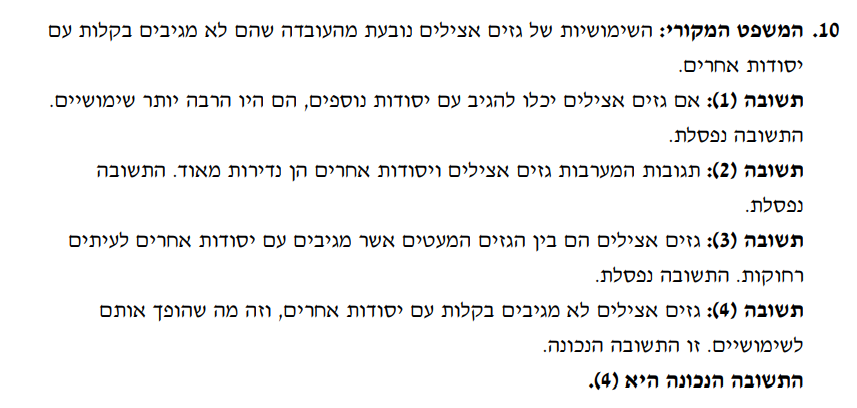 10. המשפט המקורי: השימושיות של גזים אצילים נובעת מהעובדה שהם לא מגיבים בקלות עם
יסודות אחרים.
תשובה (1): אם גזים אצילים יכלו להגיב עם יסודות נוספים, הם היו הרבה יותר שימושיים.
התשובה נפסלת.
תשובה (2): תגובות המערבות גזים אצילים ויסודות אחרים הן נדירות מאוד. התשובה
נפסלת.
תשובה (3): גזים אצילים הם בין הגזים המעטים אשר מגיבים עם יסודות אחרים לעיתים
רחוקות. התשובה נפסלת.
תשובה (4): גזים אצילים לא מגיבים בקלות עם יסודות אחרים, וזה מה שהופך אותם
לשימושיים. זו התשובה הנכונה.
התשובה הנכונה היא (4).